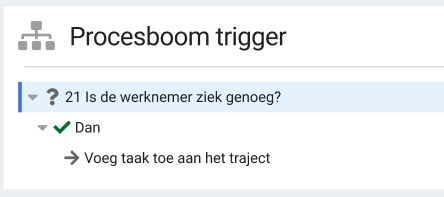 Procesboom trigger
21 Is de werknemer ziek genoeg?
Dan
Voeg taak toe aan het traject